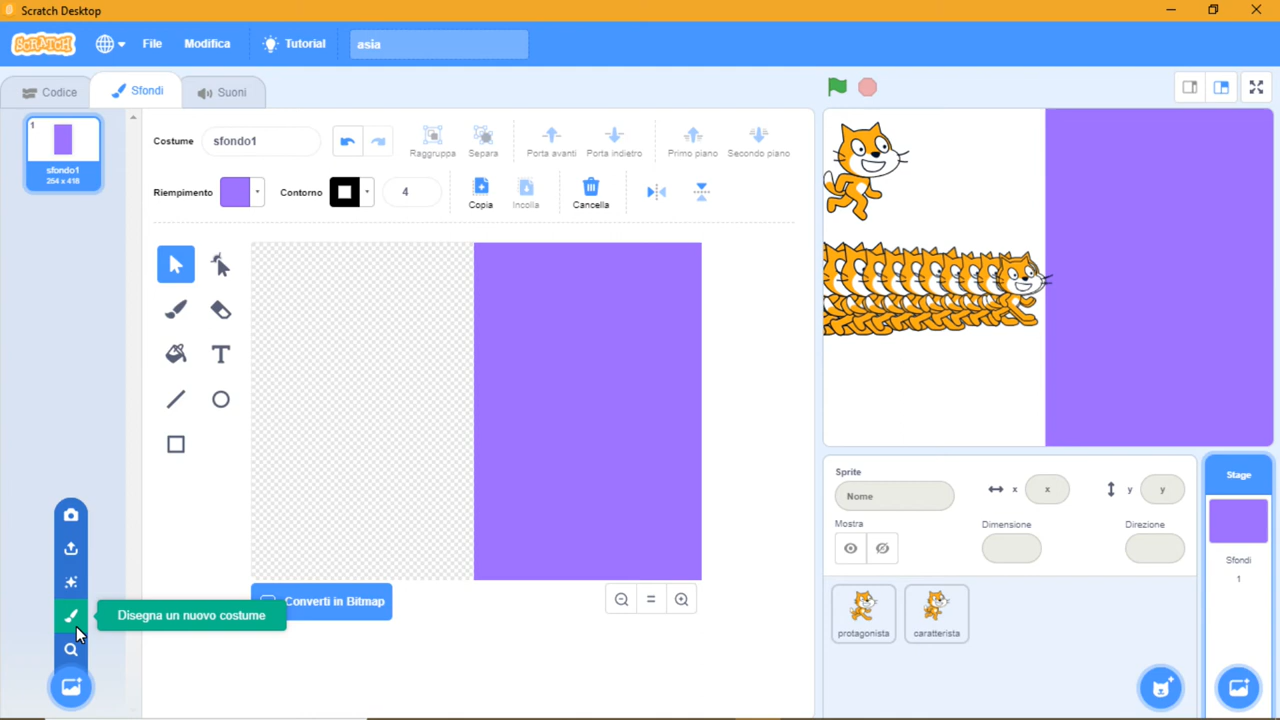 Scratch Desktop
SCRATCH File Modifica Tutorial asia
Codice Sfondi Suoni
1
sfondo1
254 x 418
Costume sfondo1 Raggruppa Separa Porta avanti Porta indietro Primo piano Secondo piano
Riempimento Contorno 4 Copia Incolla Cancella
Converti in Bitmap
Disegna un nuovo costume
Sprite
Nome
x x
y y
Mostra
Dimensione
Direzione
protagonista
caratterista
Stage
Sfondi
1